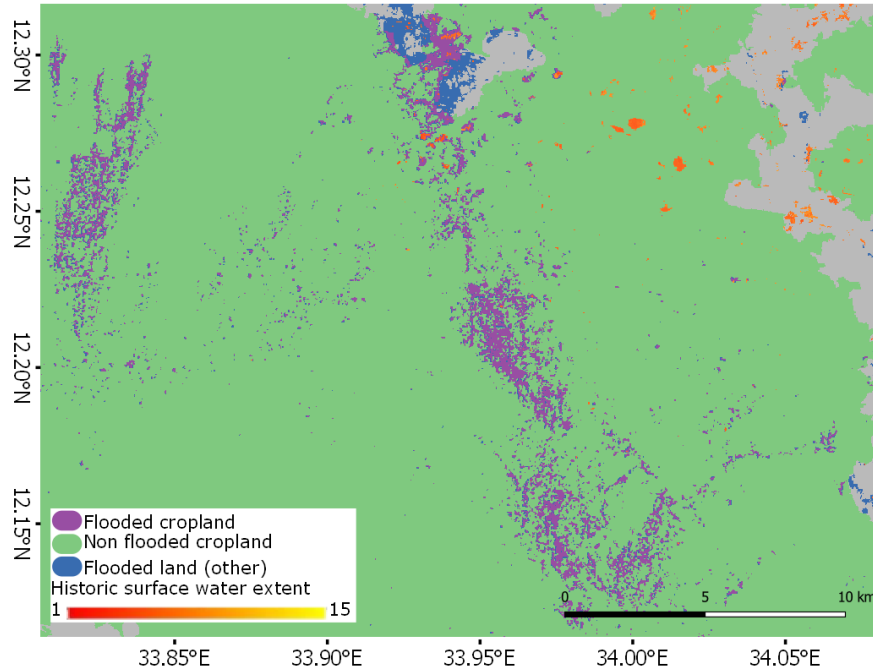 12.30°N
12.25°N
12.20°N
12.15°N
Flooded cropland
Non flooded cropland
Flooded land (other)
Historic surface water extent
1 15
0 5 10 km
33.85°E 33.90°E 33.95°E 34.00°E 34.05°E